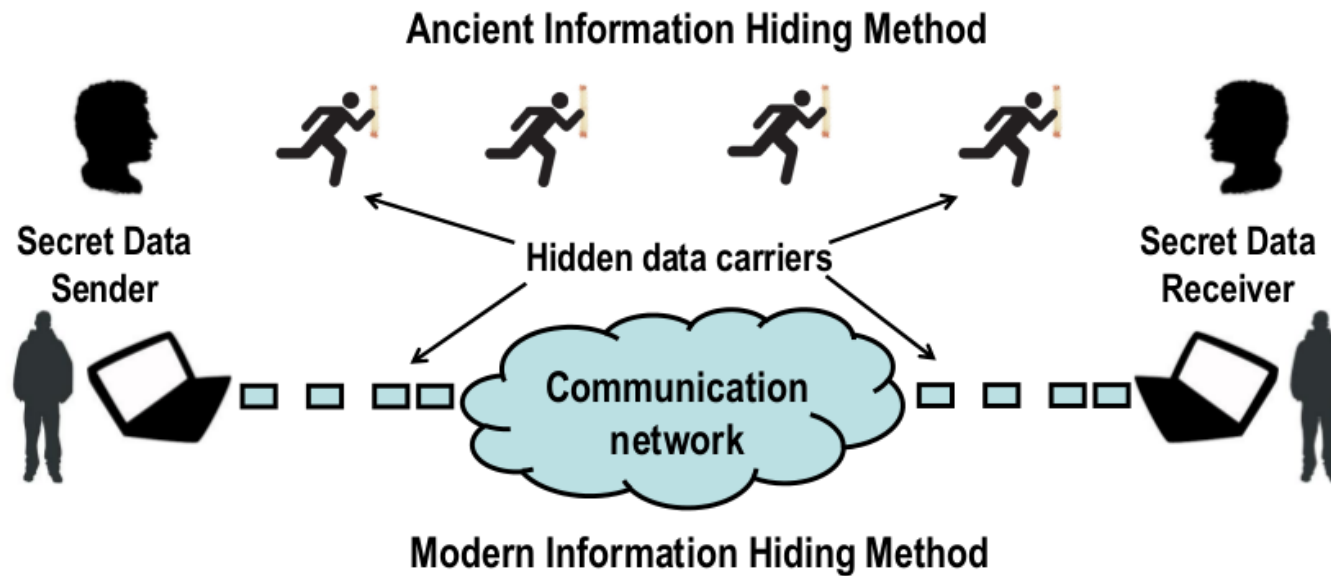 Ancient Information Hiding Method
Secret Data
Sender
Hidden data carriers
Secret Data
Receiver
Communication
network
Modern Information Hiding Method